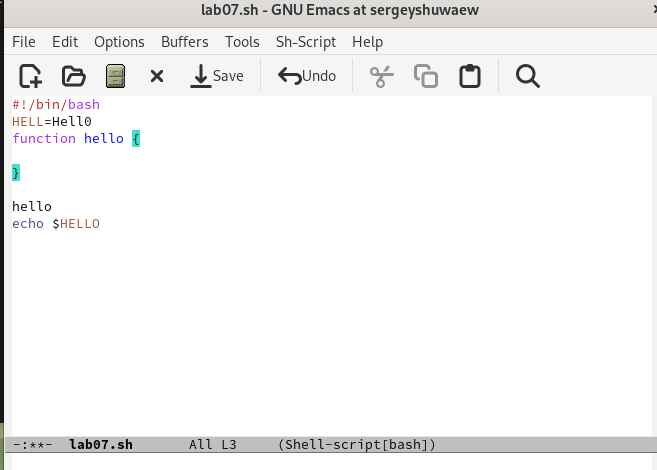 lab07.sh - GNU Emacs at sergeyshuwaew
File Edit Options Buffers Tools Sh-Script Help
Save Undo
#!/bin/bash
HELL=Hell0
function hello {
}
hello
echo $HELLO
-:**- lab07.sh All L3 (Shell-script[bash])